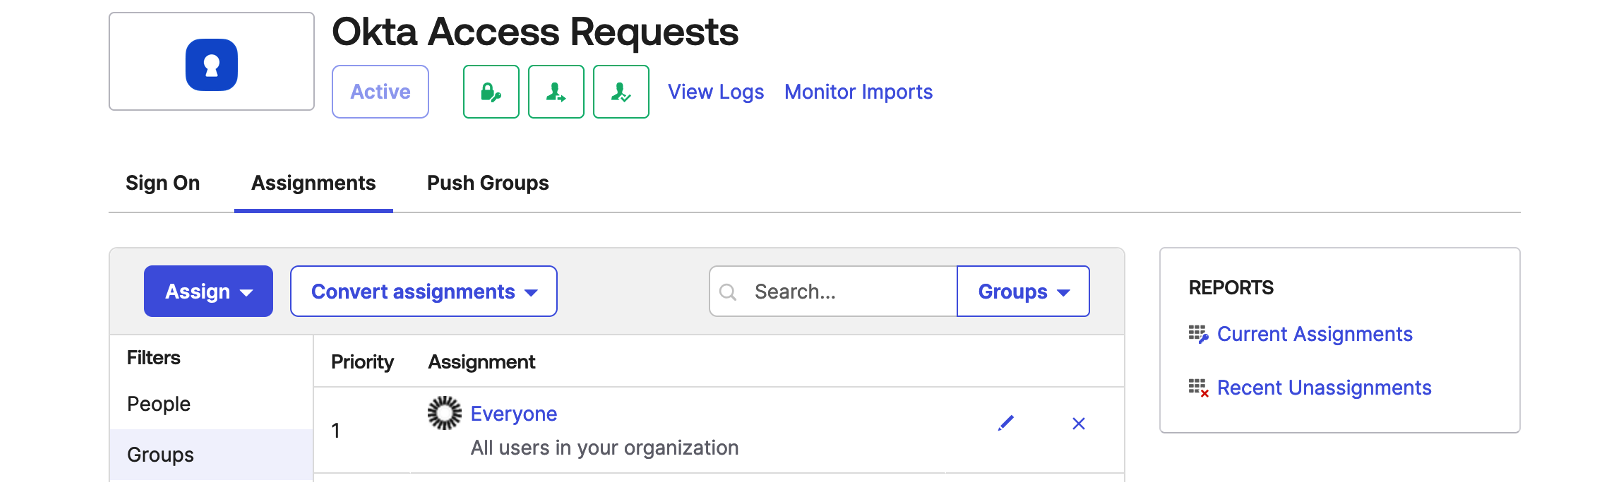 Okta Access Requests
Active
View Logs
Monitor Imports
Sign On
Assignments
Push Groups
Assign
Convert assignments
Search...
Groups
REPORTS
Current Assignments
Recent Unassignments
Filters
People
Groups
Priority
Assignment
1
Everyone
All users in your organization